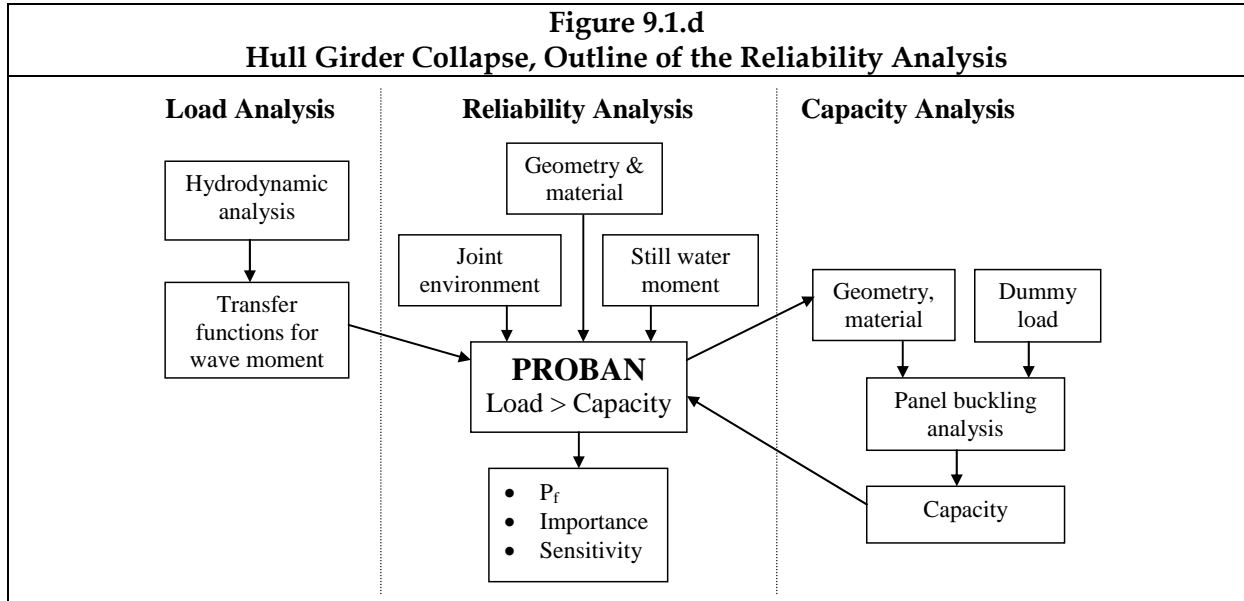 Figure 9.1.d
Hull Girder Collapse, Outline of the Reliability Analysis
Load Analysis
Hydrodynamic
analysis
Transfer
functions for
wave moment
Reliability Analysis
Geometry &
material
Joint
environment
Still water
moment
PROBAN
Load > Capacity
• Pf
• Importance
• Sensitivity
Capacity Analysis
Geometry,
material
Dummy
load
Panel buckling
analysis
Capacity